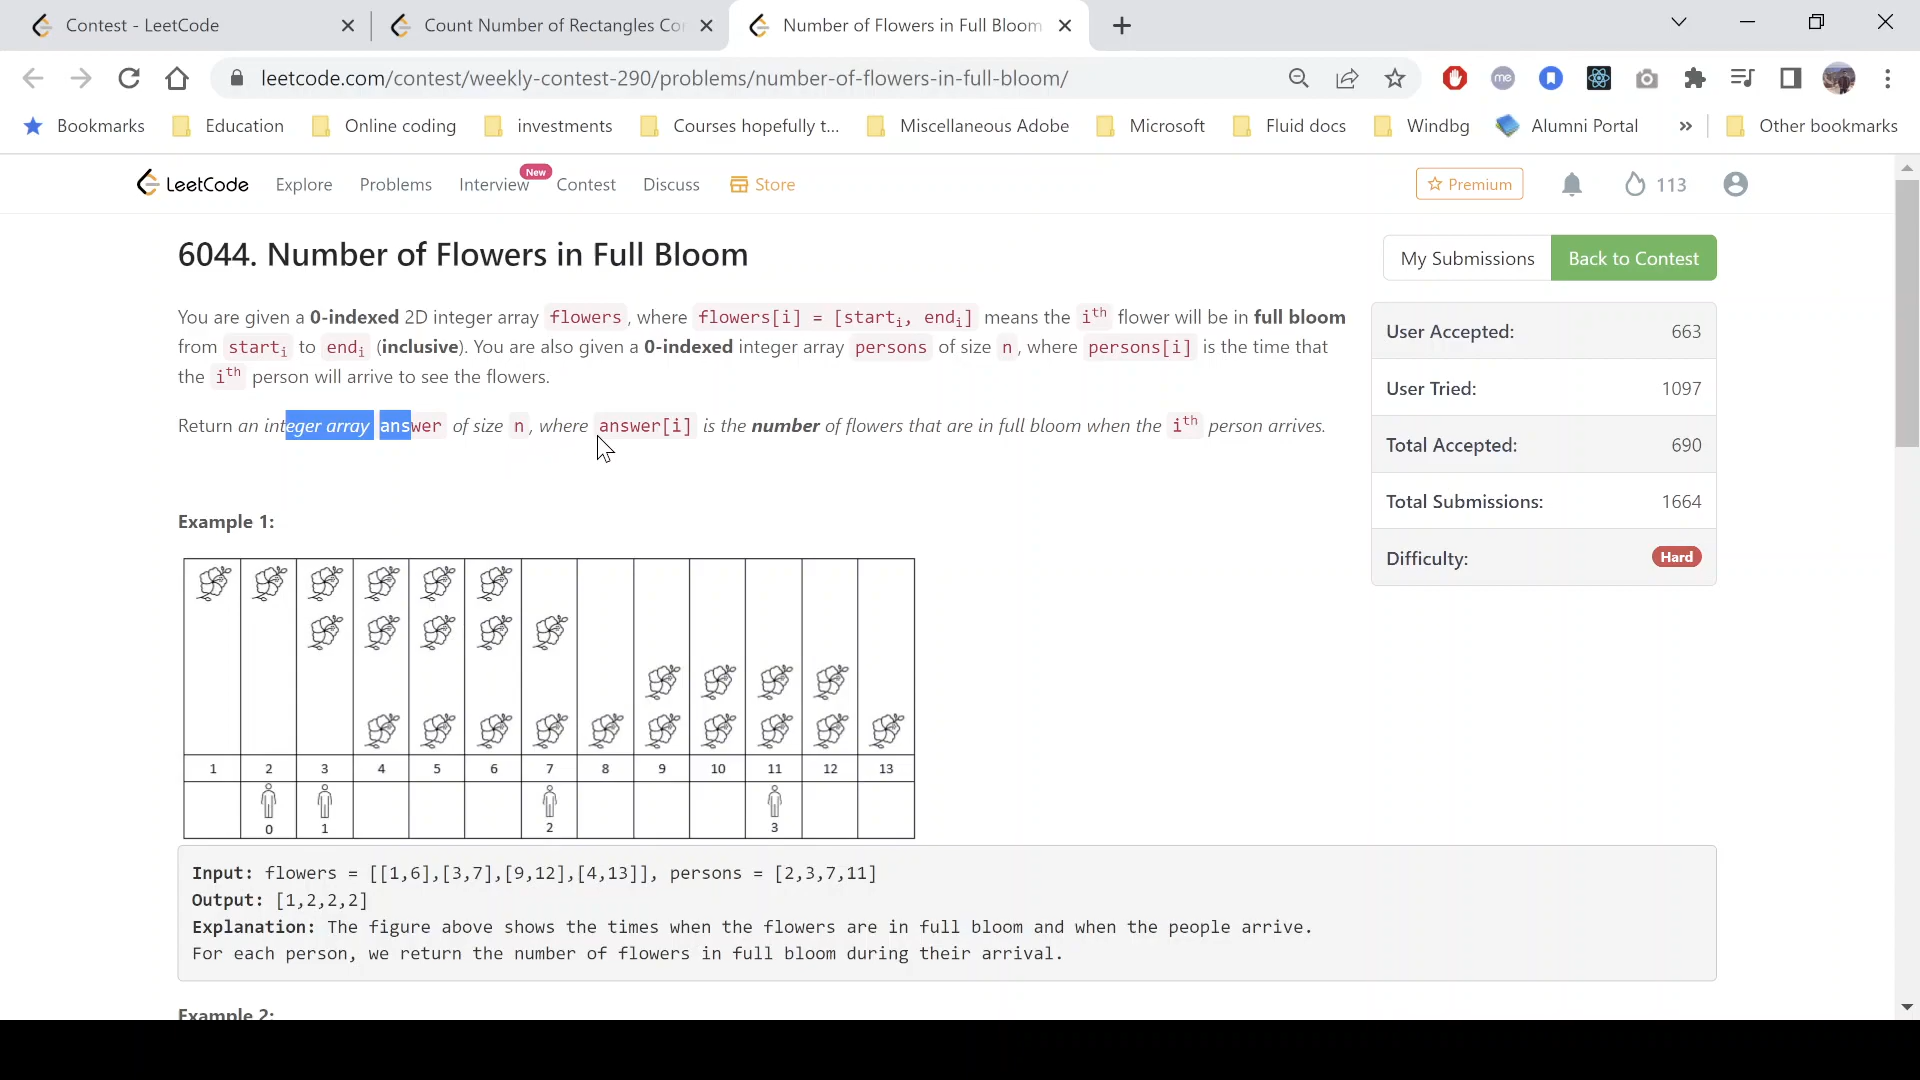 Contest - LeetCode
Count Number of Rectangles Cor
Number of Flowers in Full Bloom
leetcode.com/contest/weekly-contest-290/problems/number-of-flowers-in-full-bloom/
me
Bookmarks Education Online coding investments Courses hopefully t... Miscellaneous Adobe Microsoft Fluid docs Windbg Alumni Portal » Other bookmarks
LeetCode Explore Problems Interview New Contest Discuss Store Premium 113
6044. Number of Flowers in Full Bloom
My Submissions Back to Contest
You are given a 0-indexed 2D integer array flowers, where flowers[i] = [starti, endi] means the ith flower will be in full bloom
from starti to endi (inclusive). You are also given a 0-indexed integer array persons of size n, where persons[i] is the time that
the ith person will arrive to see the flowers.
Return an integer array answer of size n, where answer[i] is the number of flowers that are in full bloom when the ith person arrives.
User Accepted: 663
User Tried: 1097
Total Accepted: 690
Total Submissions: 1664
Difficulty: Hard
Example 1:
1 2 3 4 5 6 7 8 9 10 11 12 13
0 1 2 3
Input: flowers = [[1,6],[3,7],[9,12],[4,13]], persons = [2,3,7,11]
Output: [1,2,2,2]
Explanation: The figure above shows the times when the flowers are in full bloom and when the people arrive.
For each person, we return the number of flowers in full bloom during their arrival.
Example 2: